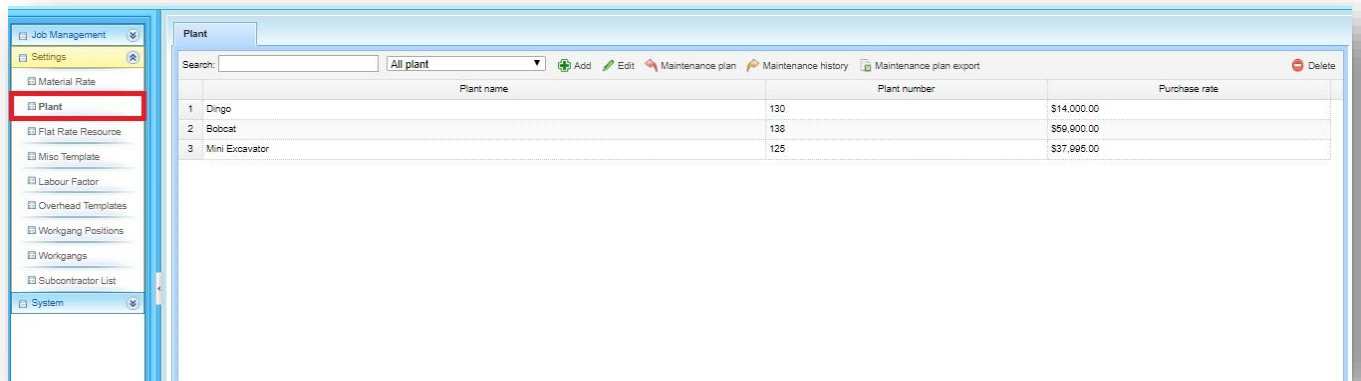 Job Management
Settings
Material Rate
Plant
Flat Rate Resource
Misc Template
Labour Factor
Overhead Templates
Workgang Positions
Workgangs
Subcontractor List
System
Plant
Search: All plant Add Edit Maintenance plan Maintenance history Maintenance plan export Delete
Plant name Plant number Purchase rate
1 Dingo 130 $14,000.00
2 Bobcat 138 $59,900.00
3 Mini Excavator 125 $37,995.00